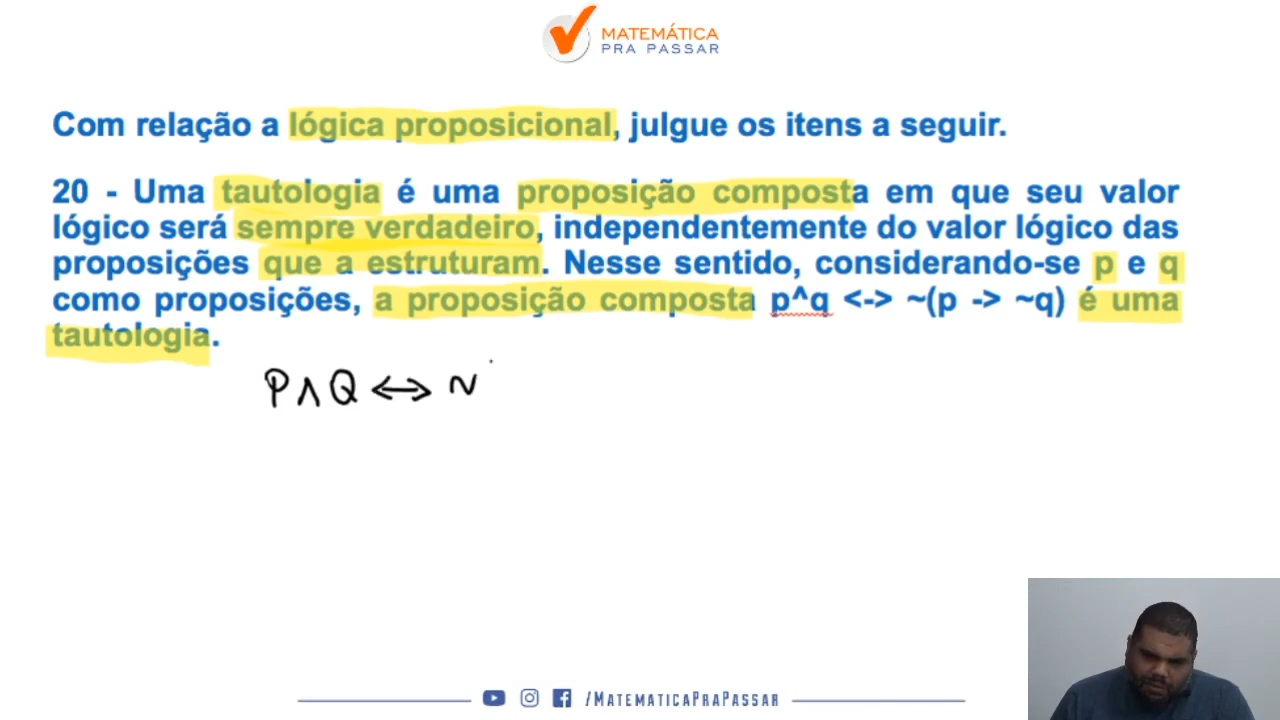 MATEMÁTICA
PRA PASSAR
Com relação a lógica proposicional, julgue os itens a seguir.
20 - Uma tautologia é uma proposição composta em que seu valor
lógico será sempre verdadeiro, independentemente do valor lógico das
proposições que a estruturam. Nesse sentido, considerando-se p e q
como proposições, a proposição composta p^q <-> ~(p -> ~q) é uma
tautologia.
P∧Q ↔ ~
/MATEMATICAPRAPASSAR